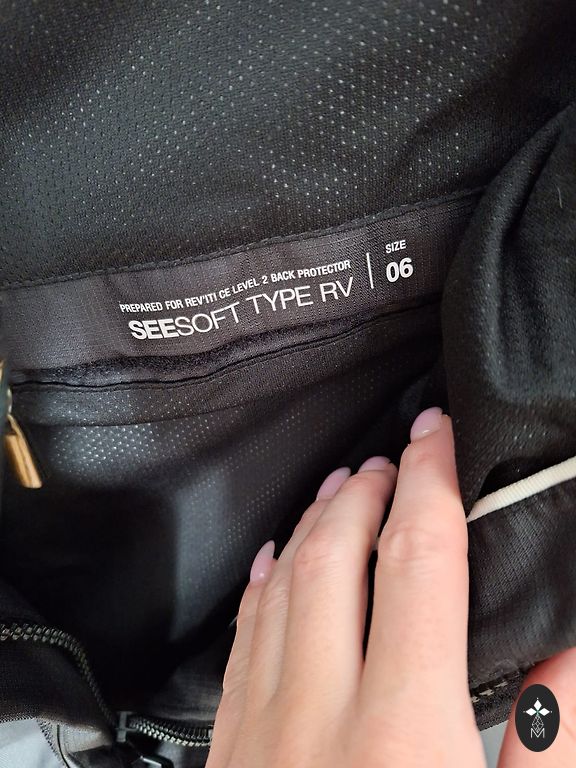 PREPARED FOR REV'IT! CE LEVEL 2 BACK PROTECTOR
SEESOFT TYPE RV
SIZE
06
M